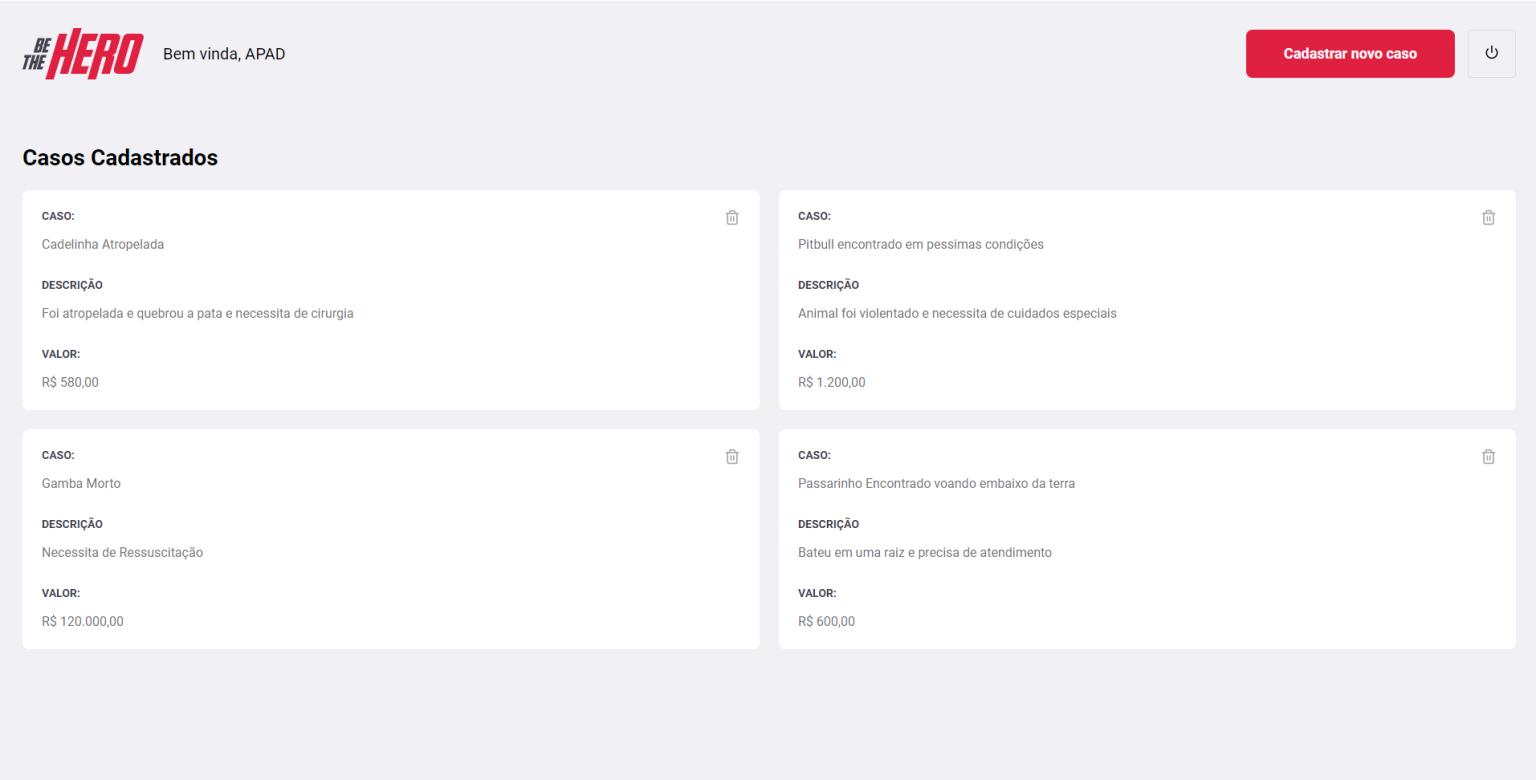 BE THE HERO
Bem vinda, APAD
Cadastrar novo caso
Casos Cadastrados
CASO:
Cadelinha Atropelada
DESCRIÇÃO
Foi atropelada e quebrou a pata e necessita de cirurgia
VALOR:
R$ 580,00
CASO:
Pitbull encontrado em pessimas condições
DESCRIÇÃO
Animal foi violentado e necessita de cuidados especiais
VALOR:
R$ 1.200,00
CASO:
Gamba Morto
DESCRIÇÃO
Necessita de Ressuscitação
VALOR:
R$ 120.000,00
CASO:
Passarinho Encontrado voando embaixo da terra
DESCRIÇÃO
Bateu em uma raiz e precisa de atendimento
VALOR:
R$ 600,00